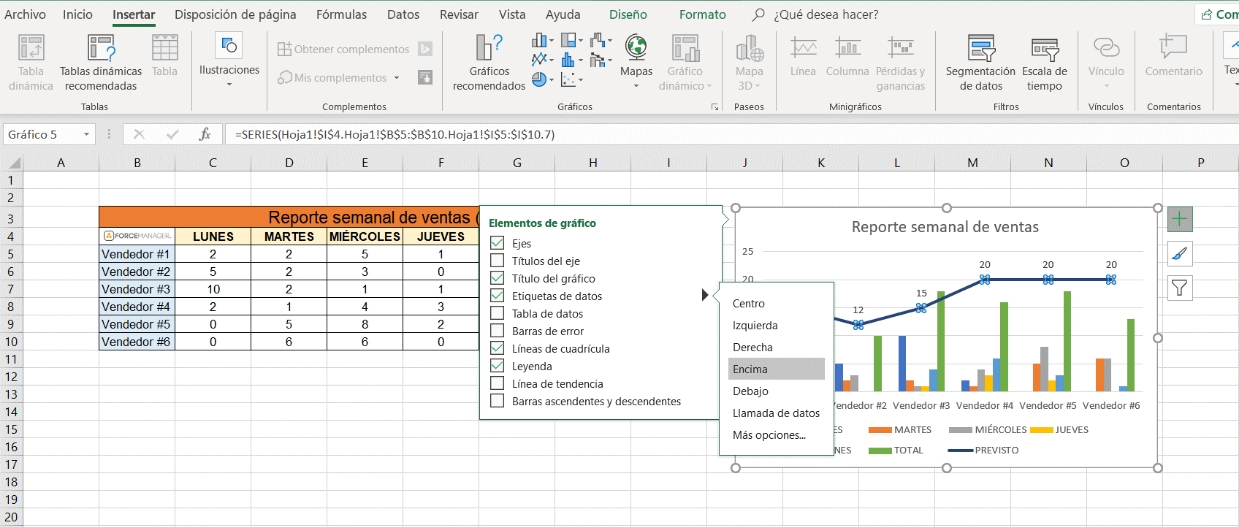 Archivo Inicio Insertar Disposición de página Fórmulas Datos Revisar Vista Ayuda Diseño Formato ¿Qué desea hacer? Com
Tabla dinámica
Tablas dinámicas recomendadas
Tabla
Ilustraciones
Obtener complementos
Mis complementos
Gráficos recomendados
Mapas
Gráfico dinámico
Mapa 3D
Línea
Columna
Pérdidas y ganancias
Segmentación de datos
Escala de tiempo
Vínculo
Comentario
Tex
Tablas Complementos Gráficos Paseos Minigráficos Filtros Vínculos Comentarios
Gráfico 5 fx =SERIES(Hoja1!$I$4.Hoja1!$B$5:$B$10.Hoja1!$I$5:$I$10.7)
A B C D E F G H I J K L M N O P
1
2
3 Reporte semanal de ventas (
4 FORCEMANAGER. LUNES MARTES MIÉRCOLES JUEVES
5 Vendedor #1 2 2 5 1
6 Vendedor #2 5 2 3 0
7 Vendedor #3 10 2 1 1
8 Vendedor #4 2 1 4 3
9 Vendedor #5 0 5 8 2
10 Vendedor #6 0 6 6 0
11
12
13
14
15
16
17
18
19
20
Elementos de gráfico
Ejes
Títulos del eje
Título del gráfico
Etiquetas de datos
Tabla de datos
Barras de error
Líneas de cuadrícula
Leyenda
Línea de tendencia
Barras ascendentes y descendentes
Centro
Izquierda
Derecha
Encima
Debajo
Llamada de datos
Más opciones...
Reporte semanal de ventas
25
20
12 15 20 20 20
Vendedor #2 Vendedor #3 Vendedor #4 Vendedor #5 Vendedor #6
ES MARTES MIÉRCOLES JUEVES
NES TOTAL PREVISTO